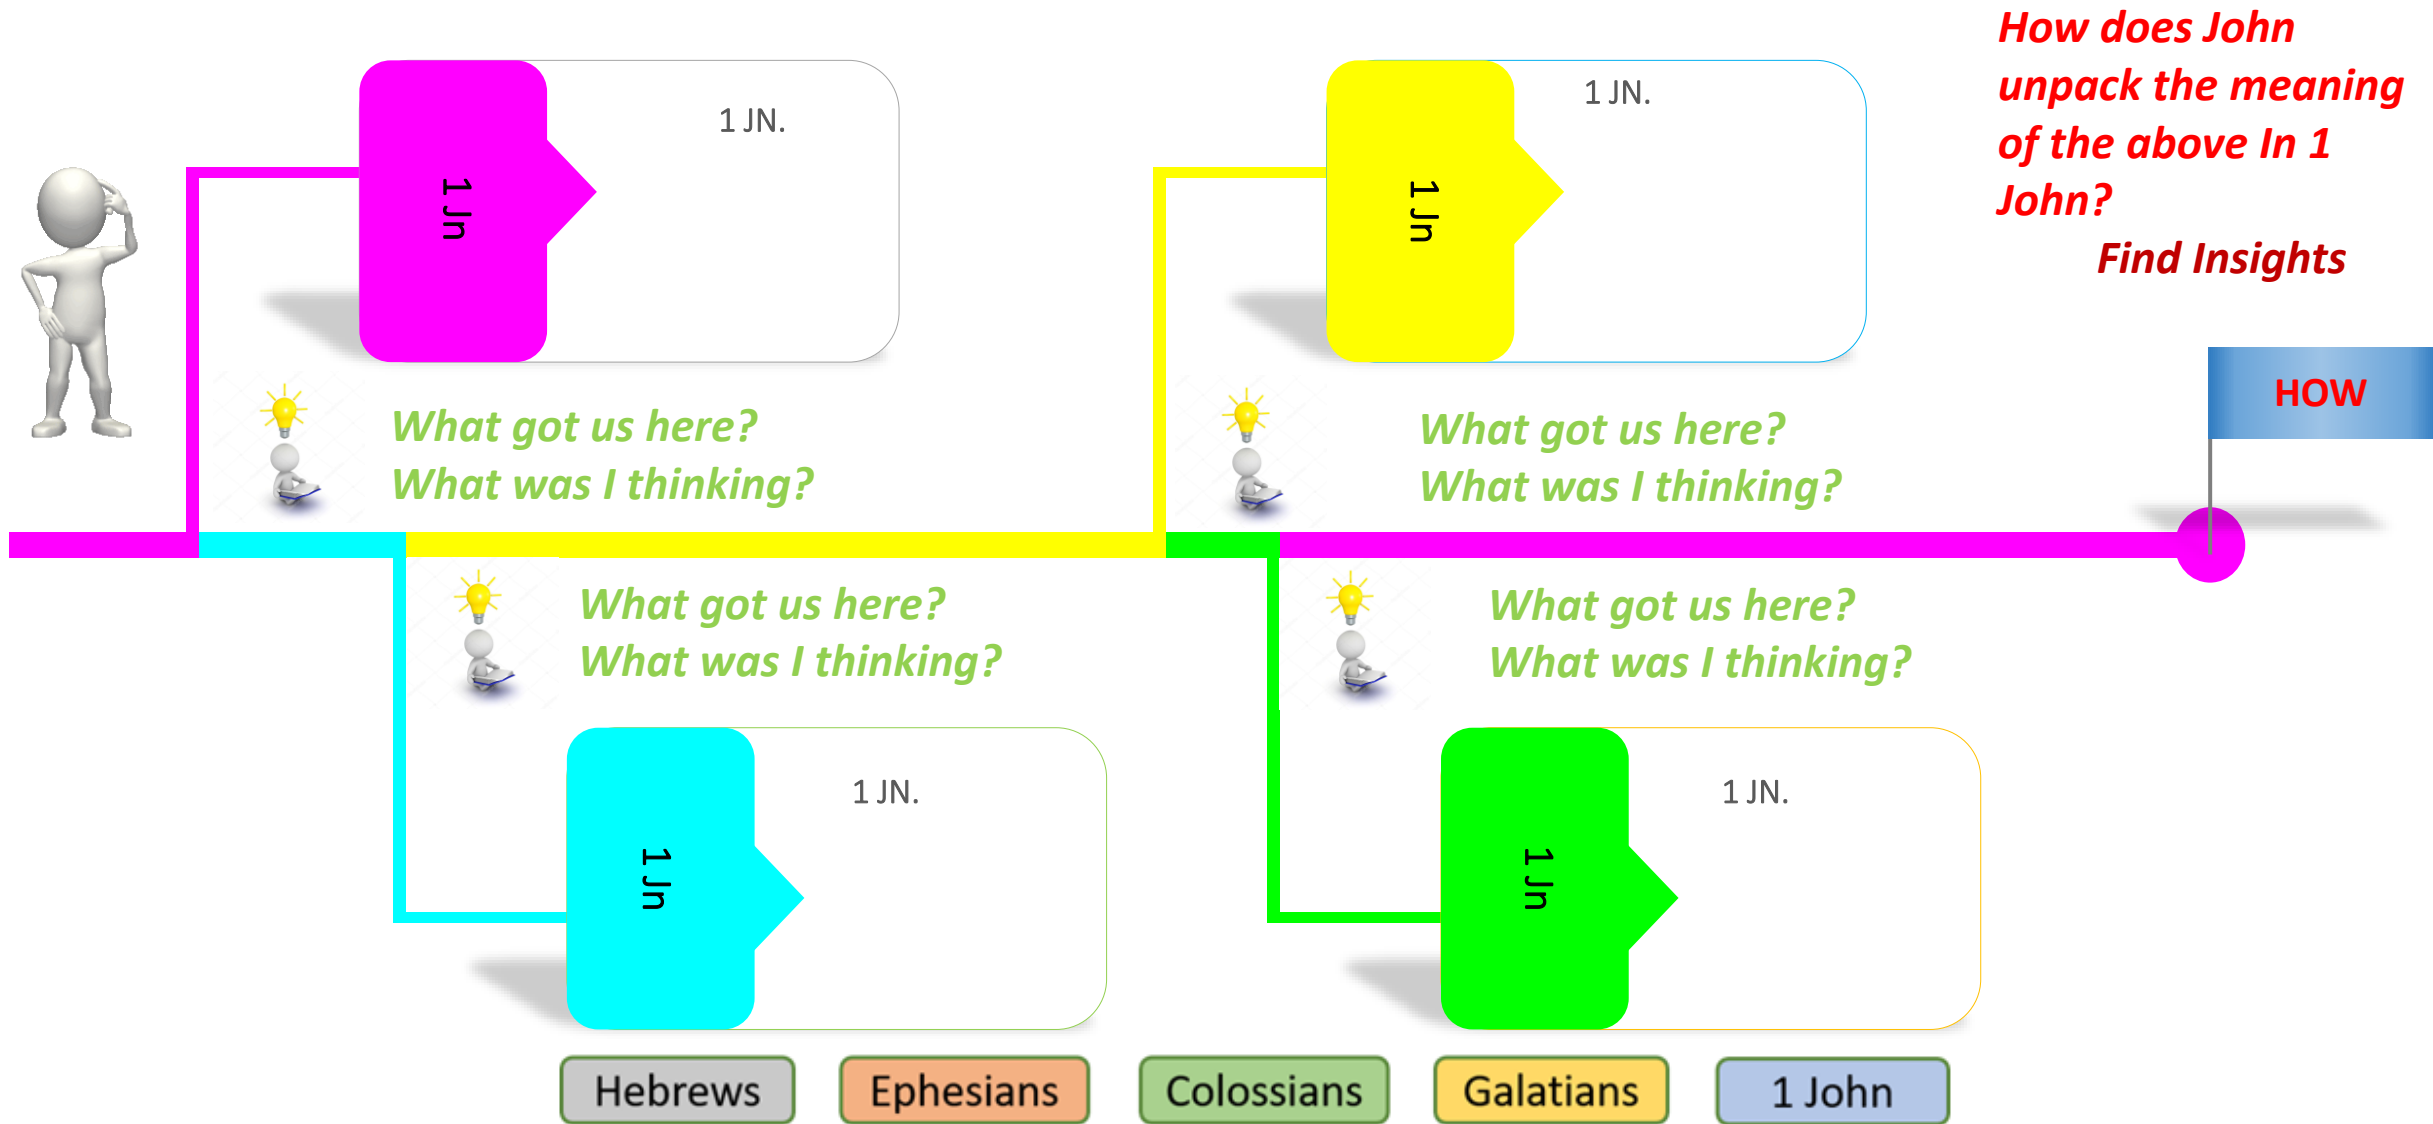 How does John
unpack the meaning
of the above In 1
John?
Find Insights
1 JN.
1 Jn
1 JN.
1 Jn
HOW
What got us here?
What was I thinking?
What got us here?
What was I thinking?
What got us here?
What was I thinking?
What got us here?
What was I thinking?
1 JN.
1 Jn
1 JN.
1 Jn
Hebrews
Ephesians
Colossians
Galatians
1 John